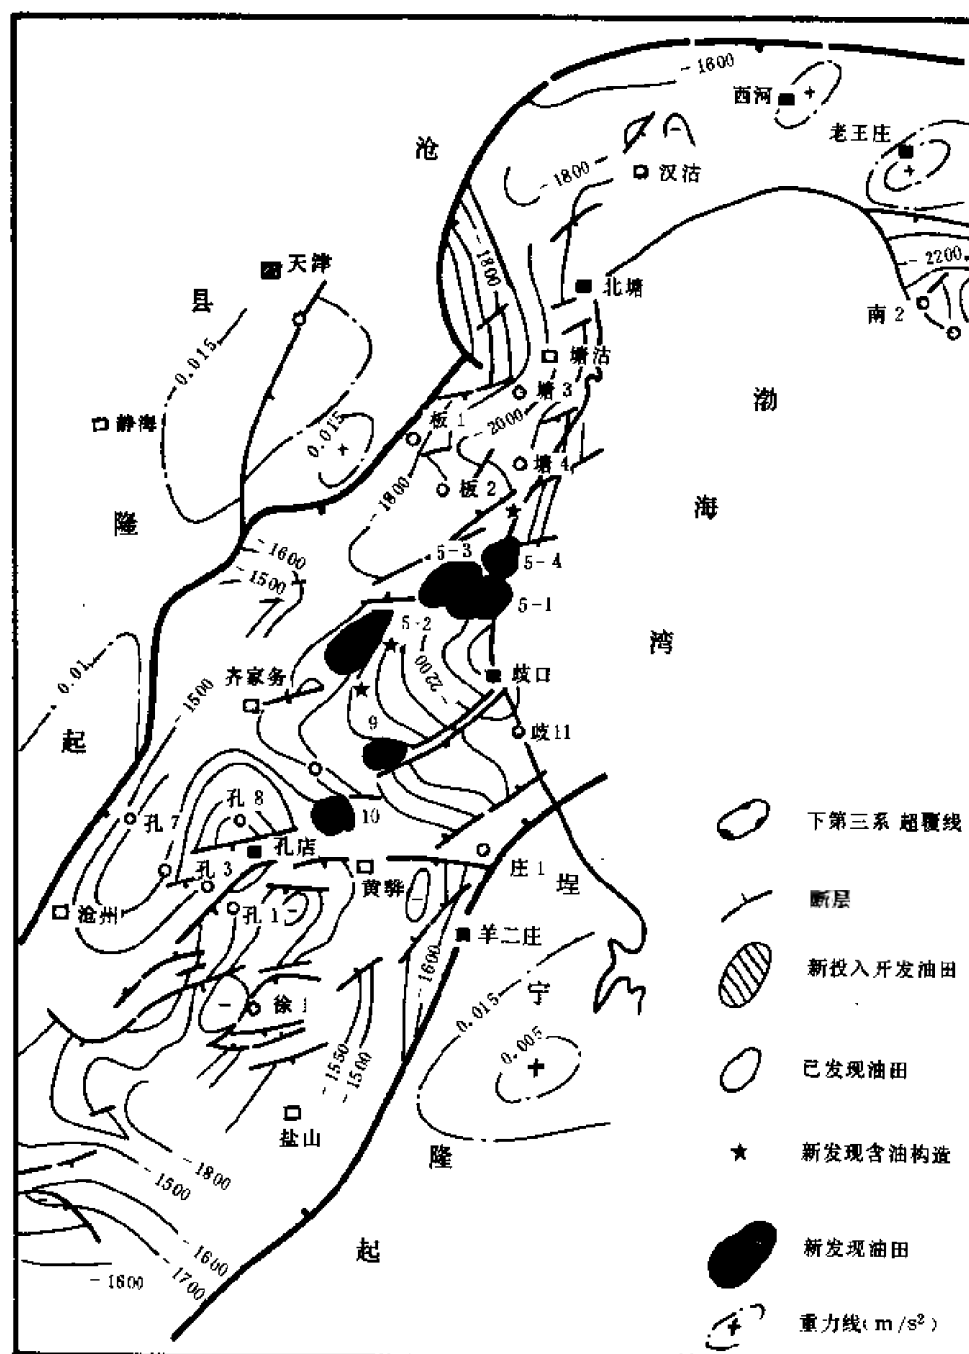 -1600
西河
老王庄
沧
-1800
汉沽
-1800
-2200
天津
县
北塘
南2
0.015
塘沽
塘3
渤
静海
0.015
板1
-2000
塘4
-1800
板2
海
隆
-1600
-1500
5-3
5-4
5-1
5-2
湾
0.01
齐家务
-2200
歧口
-1500
9
歧11
起
孔8
孔7
10
下第三系 超覆线
孔店
孔3
黄骅
庄1
埕
沧州
孔1
断层
羊二庄
-1600
新投入开发油田
宁
徐1
0.015
0.005
-1550
-1500
已发现油田
盐山
隆
新发现含油构造
-1800
-1500
起
新发现油田
-1600
-1600
-1700
重力线(m/s²)